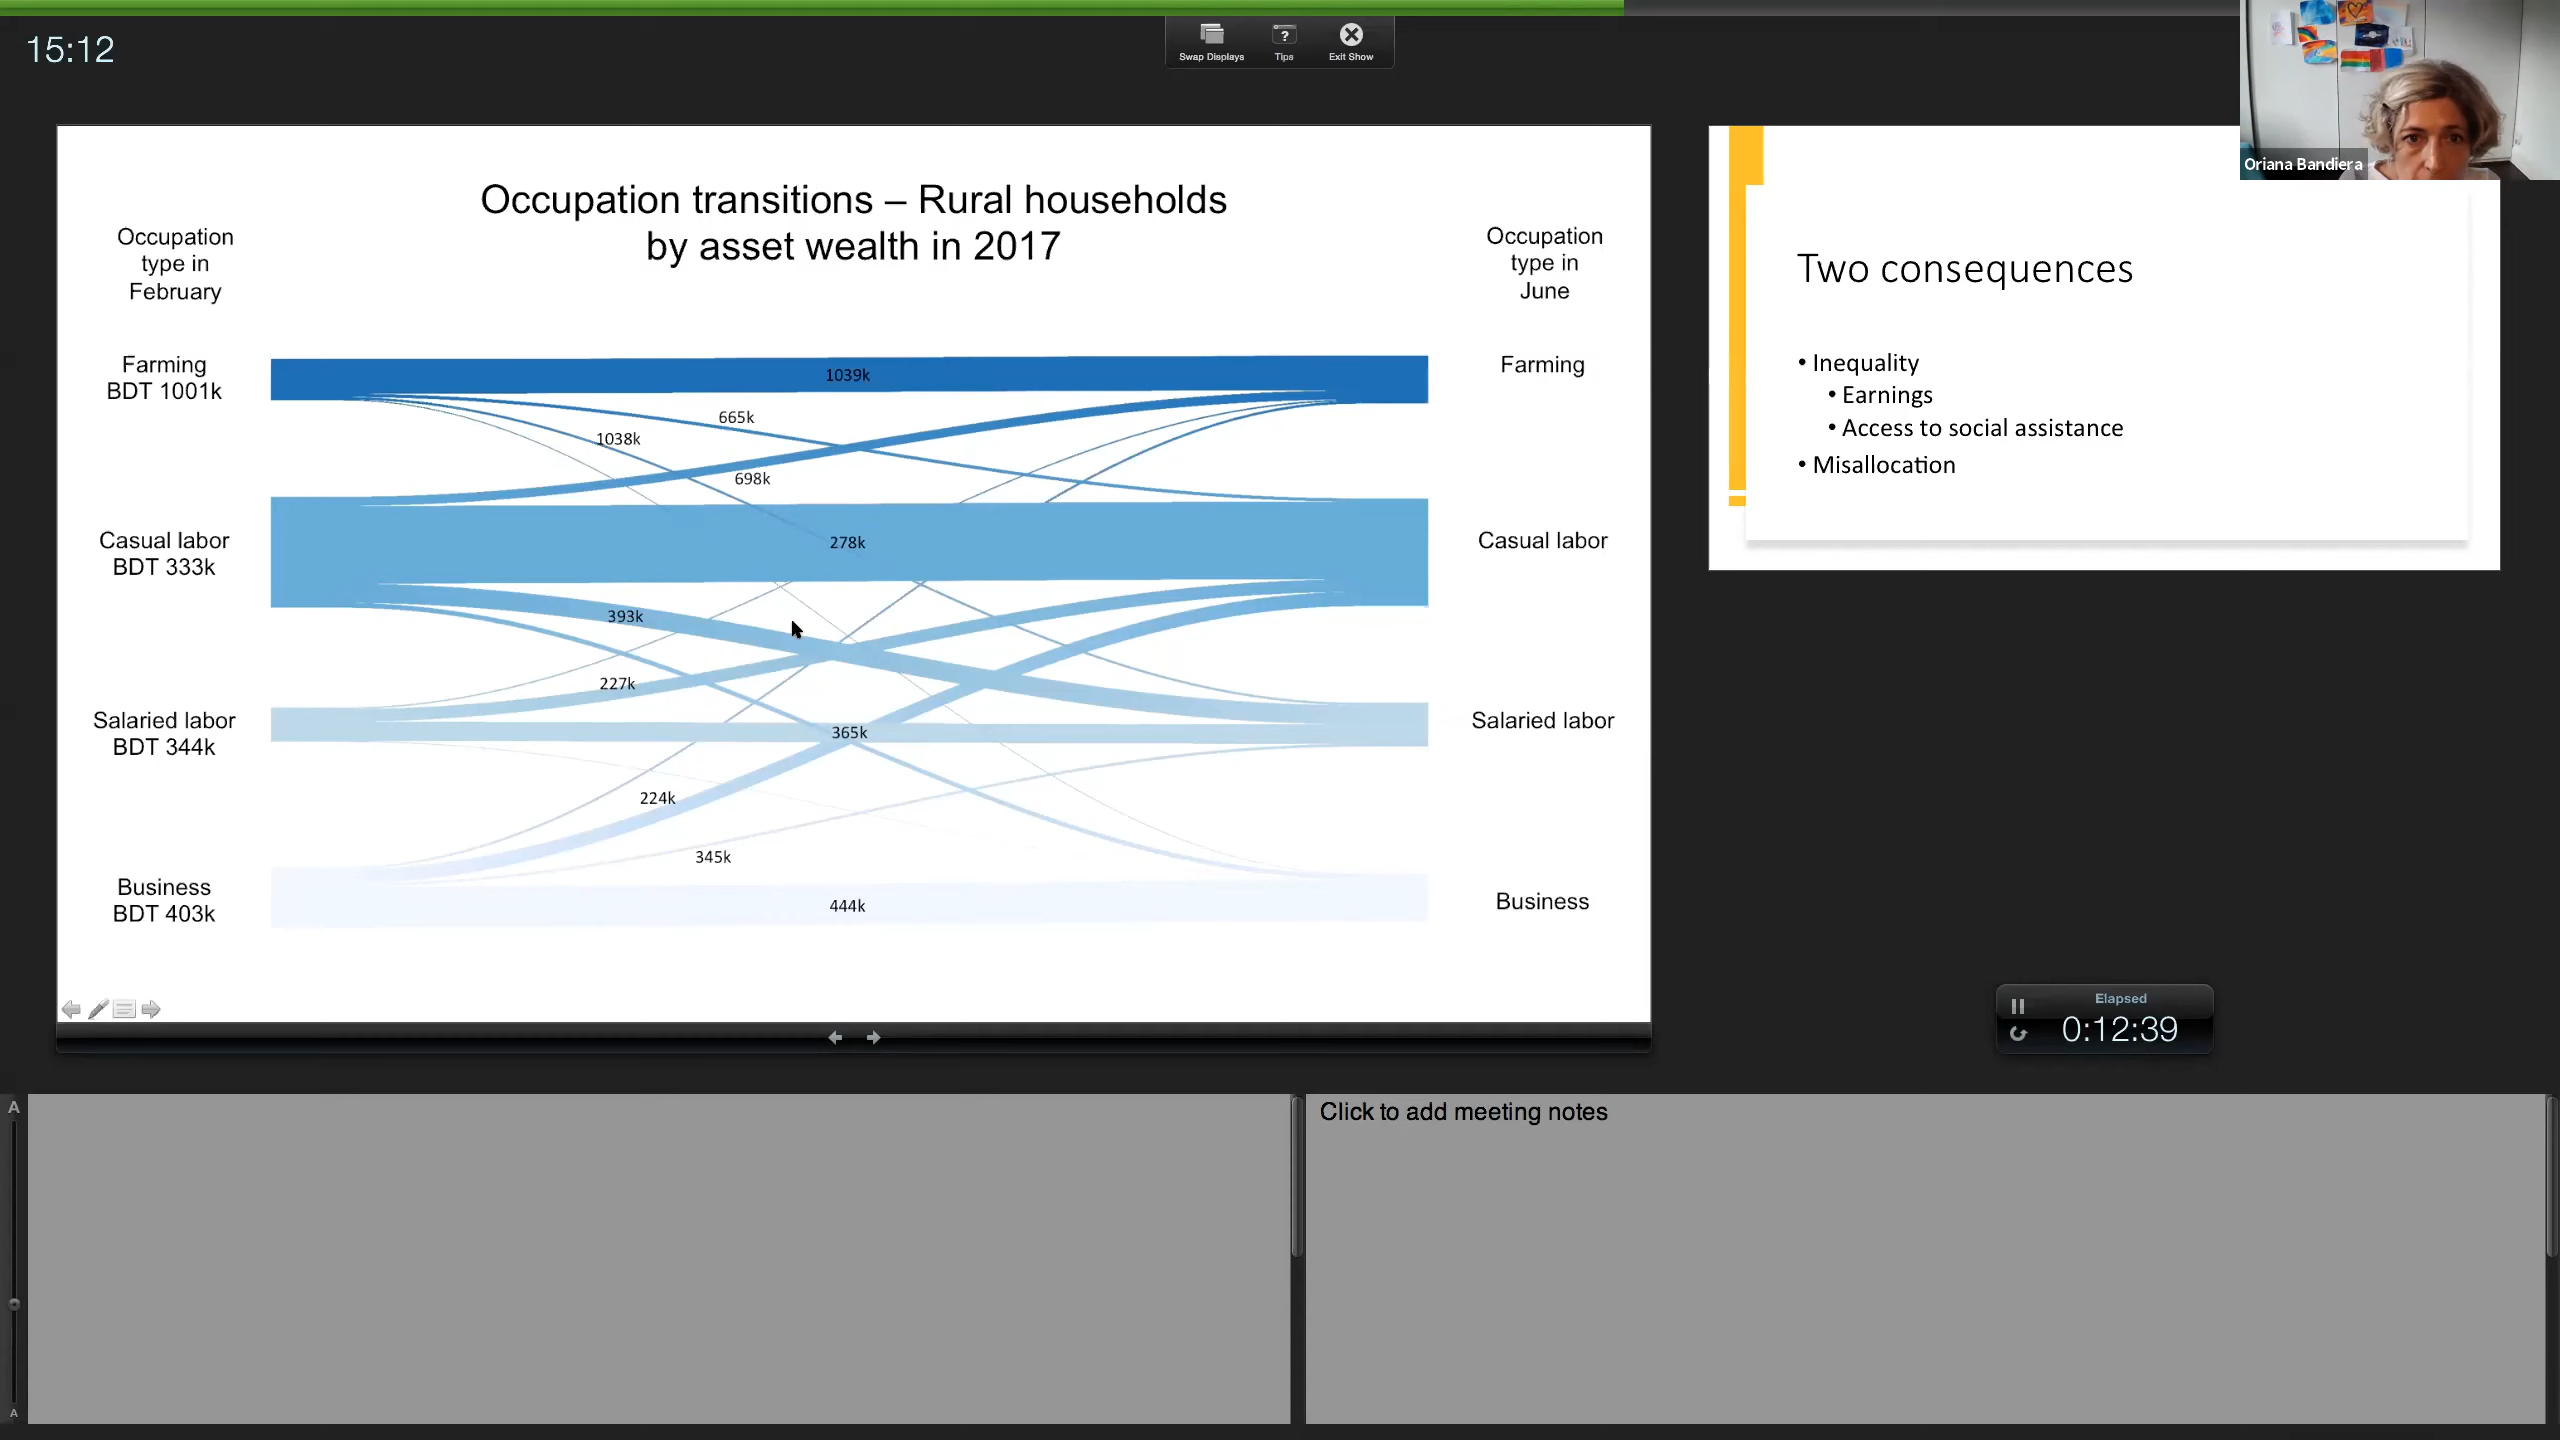 15:12
Swap Displays
Tips
Exit Show
Oriana Bandiera
Occupation transitions – Rural households
by asset wealth in 2017
Occupation
type in
February
Occupation
type in
June
Farming
BDT 1001k
1039k
Farming
665k
1038k
698k
Casual labor
BDT 333k
278k
Casual labor
393k
227k
Salaried labor
BDT 344k
365k
Salaried labor
224k
345k
Business
BDT 403k
444k
Business
Two consequences
• Inequality
• Earnings
• Access to social assistance
• Misallocation
Elapsed
0:12:39
A
A
Click to add meeting notes